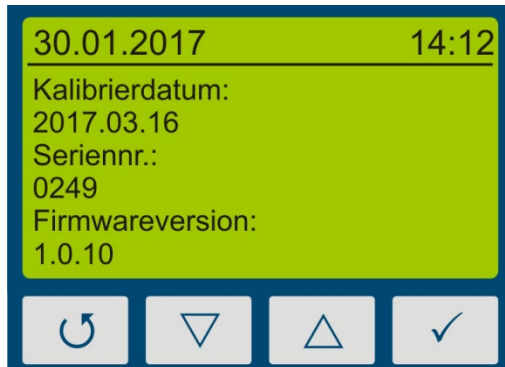 30.01.2017 14:12
Kalibrierdatum:
2017.03.16
Seriennr.:
0249
Firmwareversion:
1.0.10